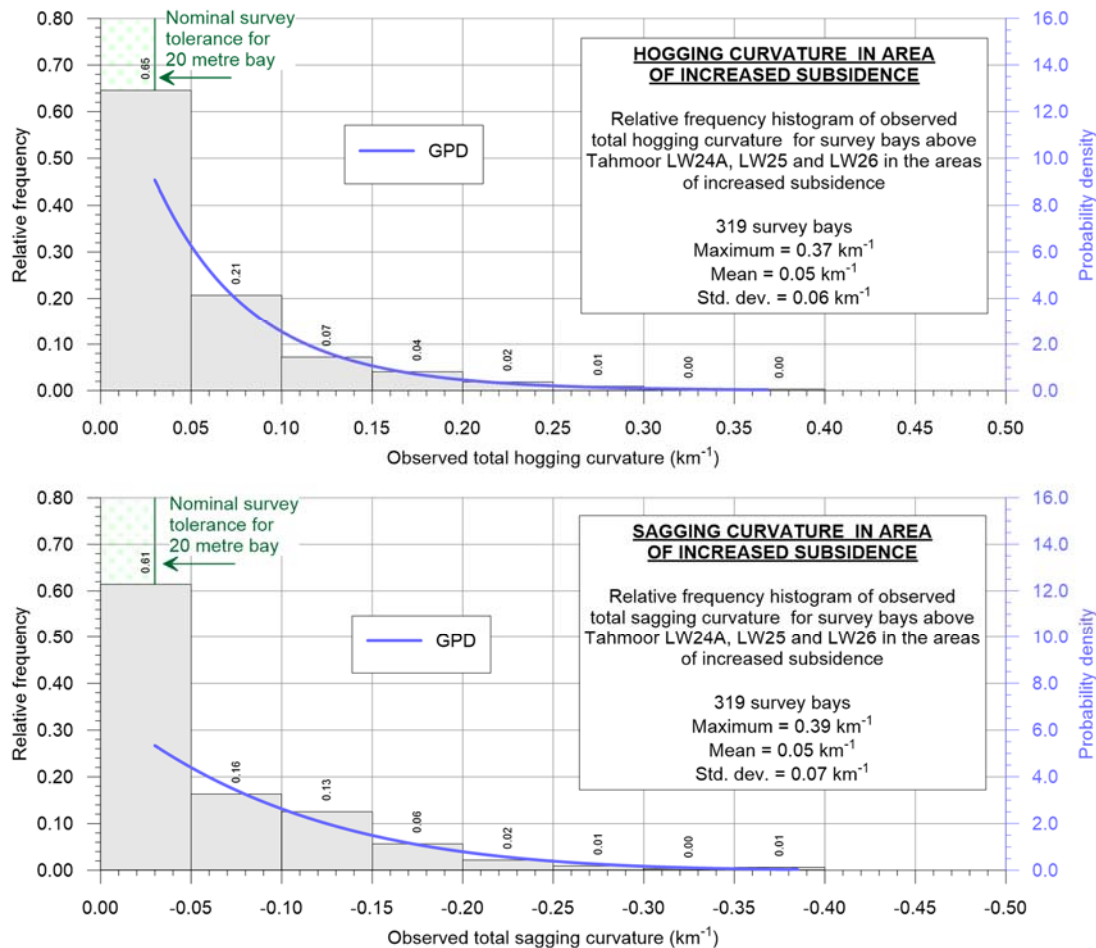 Nominal survey
tolerance for
20 metre bay
HOGGING CURVATURE IN AREA
OF INCREASED SUBSIDENCE
Relative frequency histogram of observed
total hogging curvature for survey bays above
Tahmoor LW24A, LW25 and LW26 in the areas
of increased subsidence
319 survey bays
Maximum = 0.37 km⁻¹
Mean = 0.05 km⁻¹
Std. dev. = 0.06 km⁻¹
GPD
Relative frequency
0.80
0.70
0.60
0.50
0.40
0.30
0.20
0.10
0.00
0.65
0.21
0.07
0.04
0.02
0.01
0.00
0.00
Probability density
16.0
14.0
12.0
10.0
8.0
6.0
4.0
2.0
0.0
0.00 0.05 0.10 0.15 0.20 0.25 0.30 0.35 0.40 0.45 0.50
Observed total hogging curvature (km⁻¹)
Nominal survey
tolerance for
20 metre bay
SAGGING CURVATURE IN AREA
OF INCREASED SUBSIDENCE
Relative frequency histogram of observed
total sagging curvature for survey bays above
Tahmoor LW24A, LW25 and LW26 in the areas
of increased subsidence
319 survey bays
Maximum = 0.39 km⁻¹
Mean = 0.05 km⁻¹
Std. dev. = 0.07 km⁻¹
GPD
Relative frequency
0.80
0.70
0.60
0.50
0.40
0.30
0.20
0.10
0.00
0.61
0.16
0.13
0.06
0.02
0.01
0.00
0.01
Probability density
16.0
14.0
12.0
10.0
8.0
6.0
4.0
2.0
0.0
0.00 -0.05 -0.10 -0.15 -0.20 -0.25 -0.30 -0.35 -0.40 -0.45 -0.50
Observed total sagging curvature (km⁻¹)